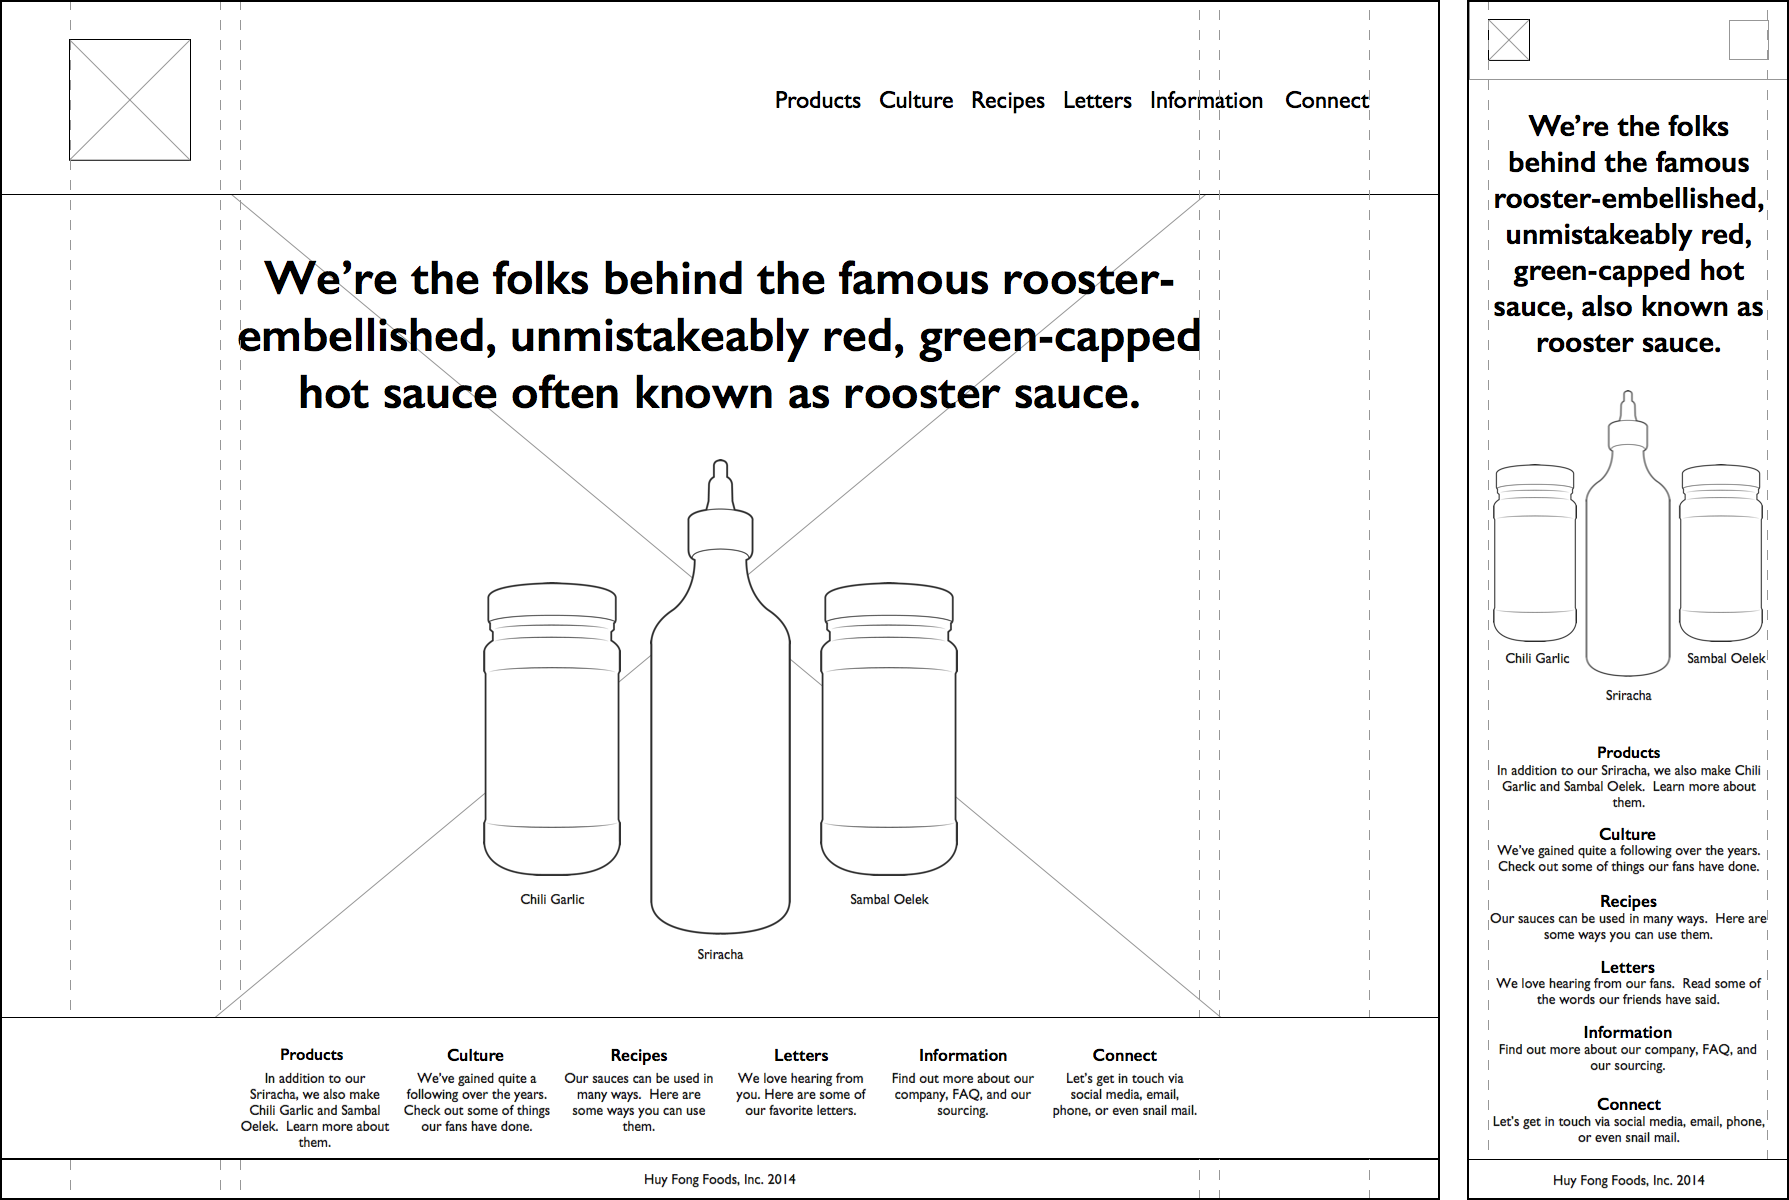 Products Culture Recipes Letters Information Connect
We're the folks behind the famous rooster-
embellished, unmistakeably red, green-capped
hot sauce often known as rooster sauce.
Chili Garlic
Sambal Oelek
Sriracha
Products
In addition to our
Sriracha, we also make
Chili Garlic and Sambal
Oelek. Learn more about
them.
Culture
We've gained quite a
following over the years.
Check out some of things
our fans have done.
Recipes
Our sauces can be used in
many ways. Here are
some ways you can use
them.
Letters
We love hearing from
you. Here are some of
our favorite letters.
Information
Find out more about our
company, FAQ, and our
sourcing.
Connect
Let's get in touch via
social media, email,
phone, or even snail mail.
Huy Fong Foods, Inc. 2014
We're the folks
behind the famous
rooster-embellished,
unmistakeably red,
green-capped hot
sauce, also known as
rooster sauce.
Chili Garlic
Sambal Oelek
Sriracha
Products
In addition to our Sriracha, we also make Chili
Garlic and Sambal Oelek. Learn more about
them.
Culture
We've gained quite a following over the years.
Check out some of things our fans have done.
Recipes
Our sauces can be used in many ways. Here are
some ways you can use them.
Letters
We love hearing from our fans. Read some of
the words our friends have said.
Information
Find out more about our company, FAQ, and
our sourcing.
Connect
Let's get in touch via social media, email, phone,
or even snail mail.
Huy Fong Foods, Inc. 2014